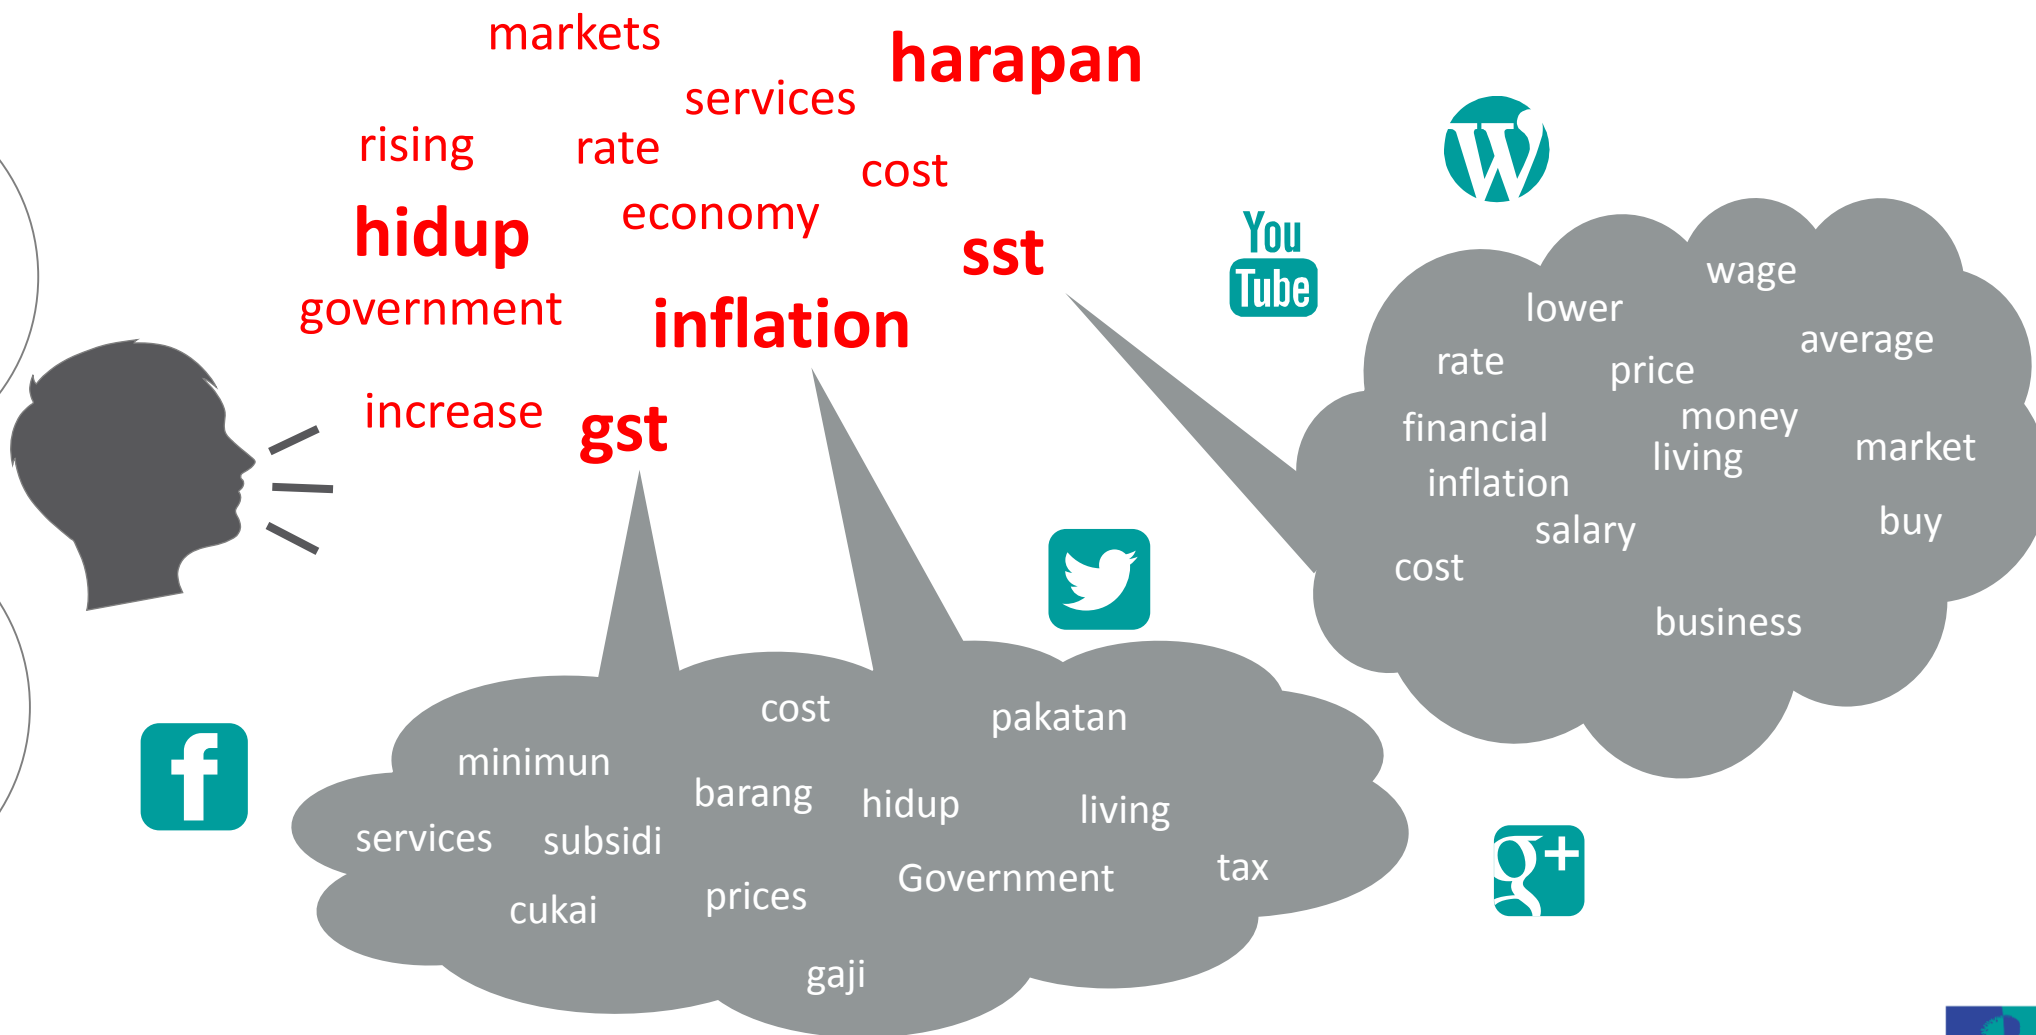 markets
harapan
services
rising
rate
cost
hidup
economy
sst
government
inflation
increase
gst
You
Tube
wage
lower
average
rate
price
money
financial
living
market
inflation
salary
buy
cost
business
cost
pakatan
minimun
barang
hidup
living
services
subsidi
Government
tax
cukai
prices
gaji
f
g+